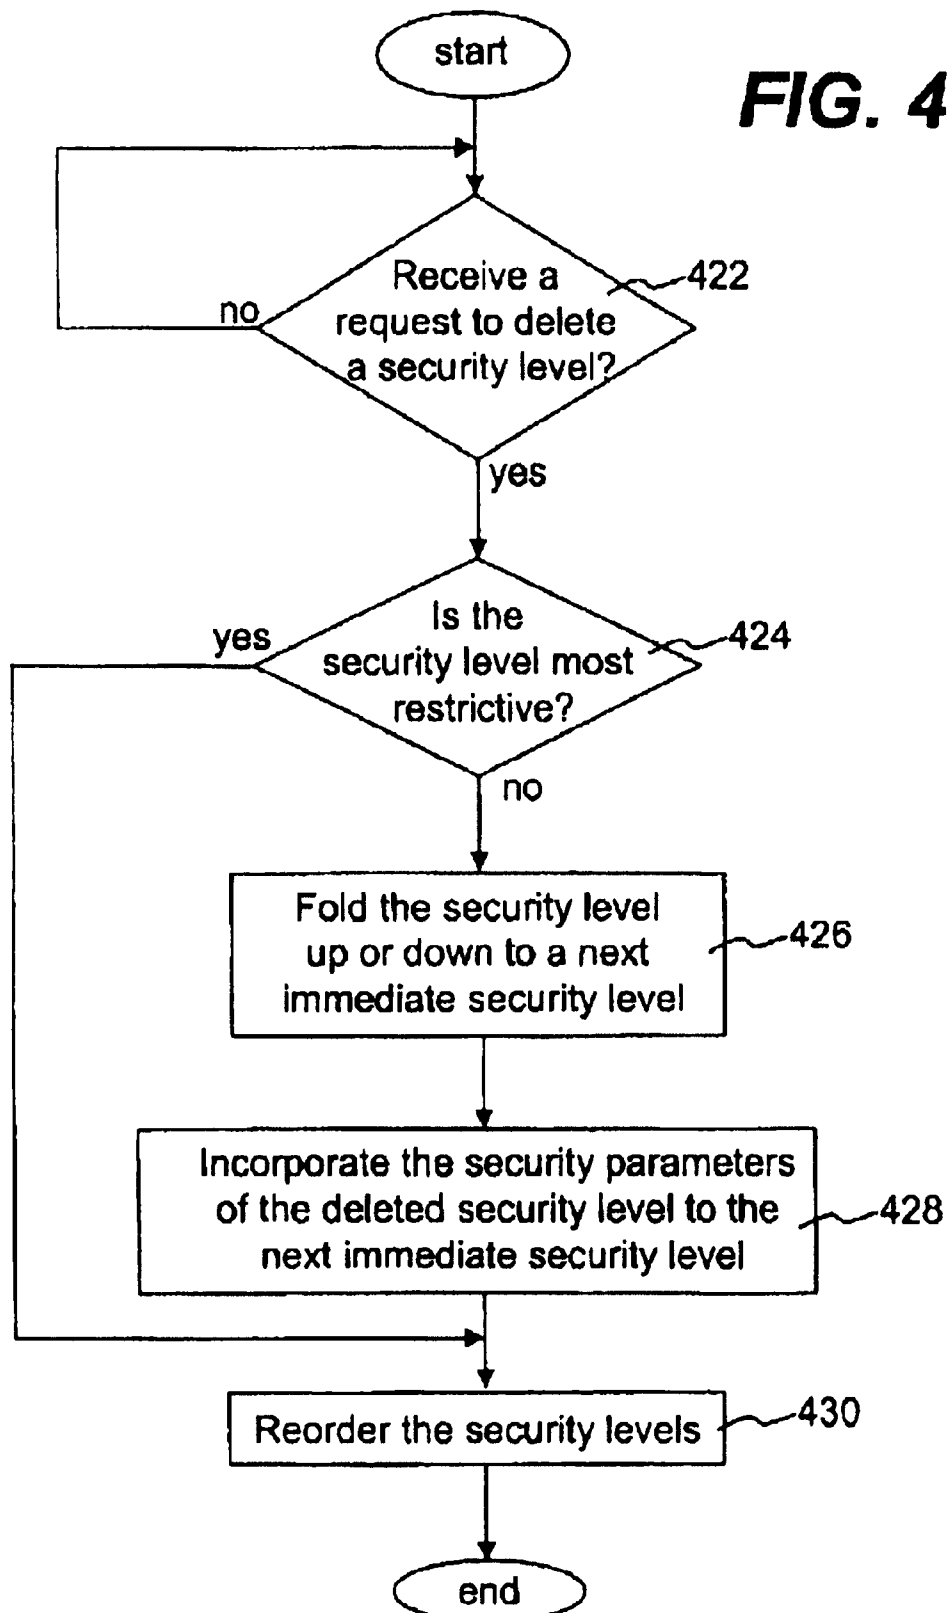 start
FIG. 4
Receive a
request to delete
a security level?
422
no
yes
Is the
security level most
restrictive?
424
yes
no
Fold the security level
up or down to a next
immediate security level
426
Incorporate the security parameters
of the deleted security level to the
next immediate security level
428
Reorder the security levels
430
end